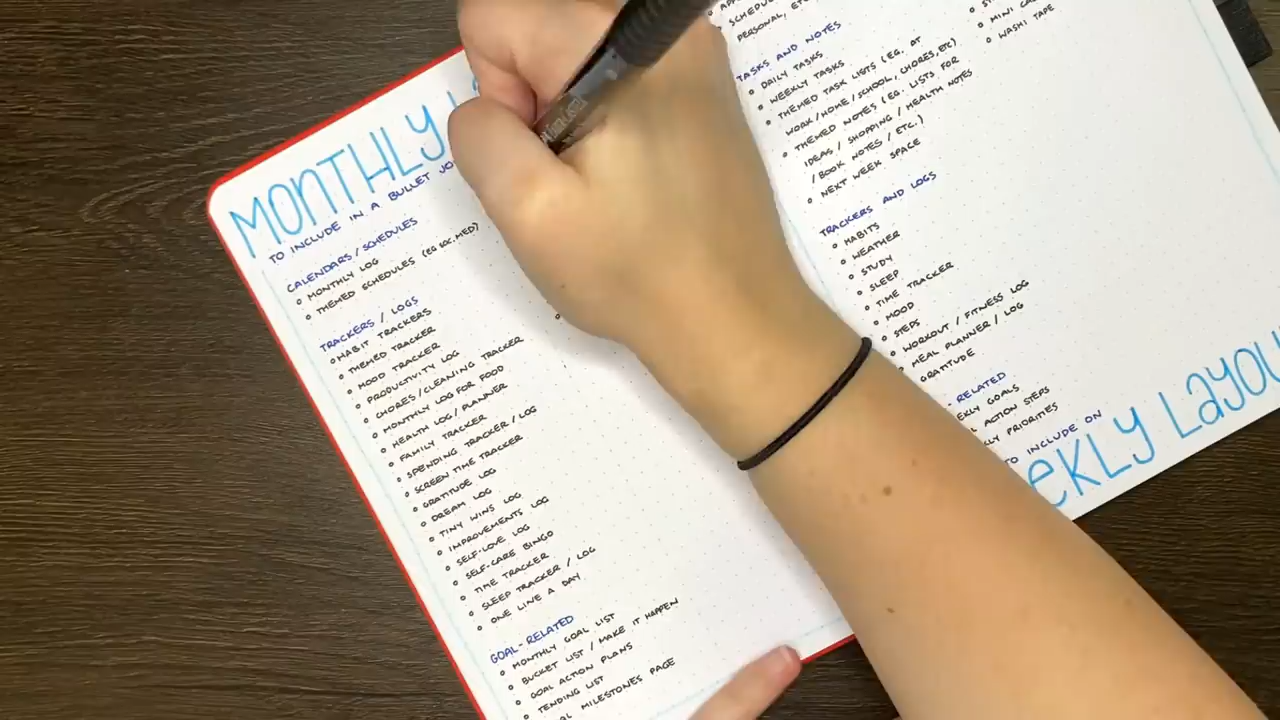 MONTHLY
TO INCLUDE IN A BULLET
CALENDARS / SCHEDULES
MONTHLY LOG
THEMED SCHEDULES (EG SOC. MED)
TRACKERS / LOGS
HABIT TRACKERS
THEMED TRACKER
MOOD TRACKER
PRODUCTIVITY LOG
CHORES / CLEANING TRACKER
MONTHLY LOG FOR FOOD
HEALTH LOG / PLANNER
FAMILY TRACKER
SPENDING TRACKER / LOG
SCREEN TIME TRACKER
GRATITUDE LOG
DREAM LOG
TINY WINS LOG
IMPROVEMENTS LOG
SELF-LOVE LOG
SELF-CARE BINGO
TIME TRACKER
SLEEP TRACKER / LOG
ONE LINE A DAY
GOAL-RELATED
MONTHLY GOAL LIST
BUCKET LIST / MAKE IT HAPPEN
GOAL ACTION PLANS
TENDING LIST
MILESTONES PAGE
PERSONAL, ETC
TASKS AND NOTES
DAILY TASKS
WEEKLY TASKS
THEMED TASK LISTS (EG. AT
WORK / HOME / SCHOOL, CHORES, ETC)
THEMED NOTES (EG. LISTS FOR
IDEAS / SHOPPING / HEALTH NOTES
/ BOOK NOTES / ETC.)
NEXT WEEK SPACE
TRACKERS AND LOGS
HABITS
WEATHER
STUDY
SLEEP
TIME TRACKER
MOOD
STEPS
WORKOUT / FITNESS LOG
MEAL PLANNER / LOG
GRATITUDE
-RELATED
GOALS
ACTION STEPS
PRIORITIES
TO INCLUDE ON
MINI
WASHI TAPE